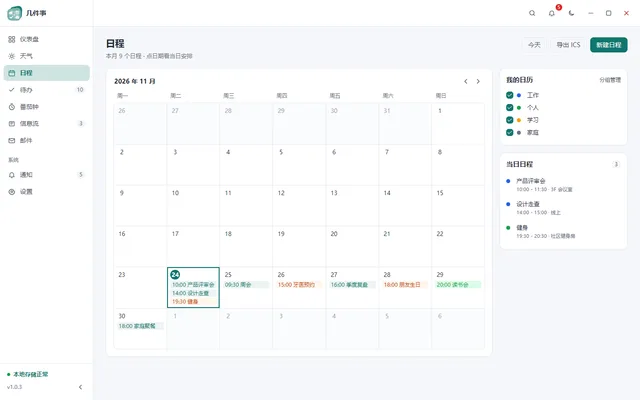 几件事
5
仪表盘
天气
日程
待办 10
番茄钟
信息流 3
邮件
系统
通知 5
设置
本地存储正常
v1.0.3
日程
本月 9 个日程 · 点日期看当日安排
今天 导出 ICS 新建日程
2026 年 11 月
周一 周二 周三 周四 周五 周六 周日
26 27 28 29 30 31 1
2 3 4 5 6 7 8
9 10 11 12 13 14 15
16 17 18 19 20 21 22
23 24 25 26 27 28 29
10:00 产品评审会 09:30 周会 15:00 牙医预约 16:00 季度复盘 18:00 朋友生日 20:00 读书会
14:00 设计走查
19:30 健身
30 1 2 3 4 5 6
18:00 家庭聚餐
我的日历 分组管理
工作
个人
学习
家庭
当日日程 3
产品评审会
10:00 - 11:30 · 3F 会议室
设计走查
14:00 - 15:00 · 线上
健身
19:30 - 20:30 · 社区健身房